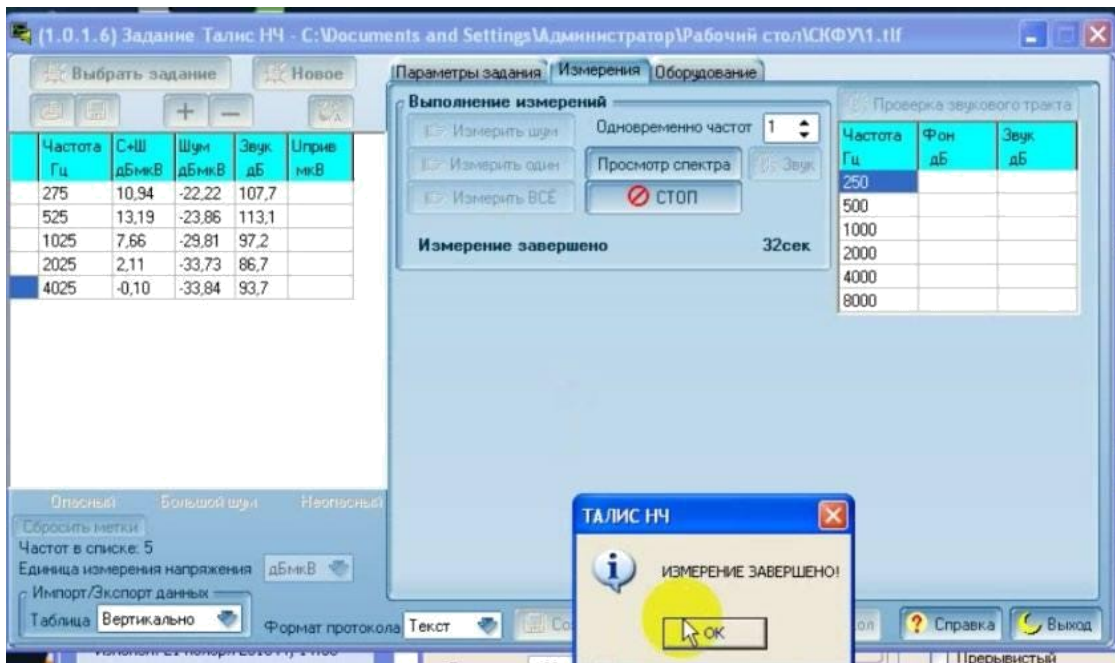 (1.0.1.6) Задание Талис НЧ - C:\Documents and Settings\Администратор\Рабочий стол\СКФУ\1.tlf
Выбрать задание
Новое
Частота Гц С+Ш дБмкВ Шум дБмкВ Звук дБ Uприв мкВ
275 10,94 -22,22 107,7
525 13,19 -23,86 113,1
1025 7,66 -29,81 97,2
2025 2,11 -33,73 86,7
4025 -0,10 -33,84 93,7
Опасный Большой шум Неопасный
Сбросить метки
Частот в списке: 5
Единица измерения напряжения дБмкВ
Импорт/Экспорт данных
Таблица Вертикально
Формат протокола Текст
Параметры задания Измерения Оборудование
Выполнение измерений
Измерить шум Одновременно частот 1
Измерить один Просмотр спектра Звук
Измерить ВСЁ СТОП
Измерение завершено 32сек
Проверка звукового тракта
Частота Гц Фон дБ Звук дБ
250
500
1000
2000
4000
8000
ТАЛИС НЧ
ИЗМЕРЕНИЕ ЗАВЕРШЕНО!
ОК
Справка
Выход
Прерывистый